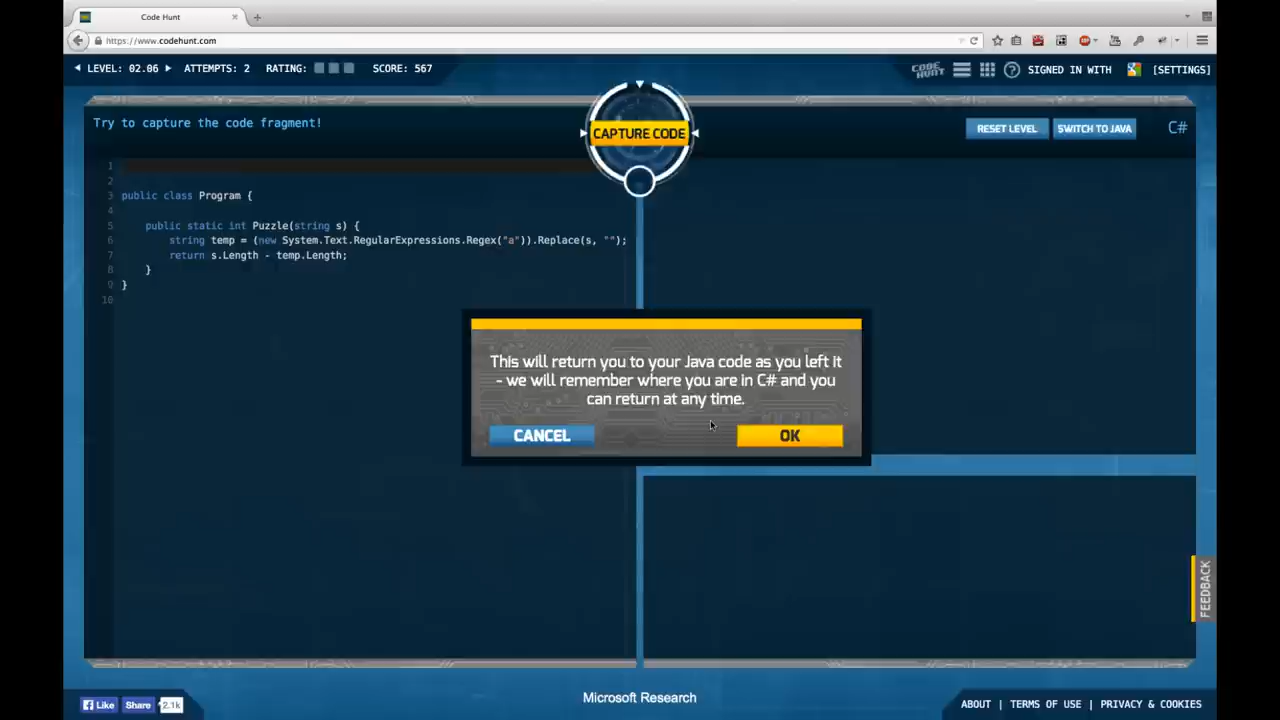 Code Hunt
https://www.codehunt.com
LEVEL: 02.06 ATTEMPTS: 2 RATING: SCORE: 567
CODE HUNT
SIGNED IN WITH [SETTINGS]
Try to capture the code fragment!
CAPTURE CODE
RESET LEVEL SWITCH TO JAVA C#
1
2
3 public class Program {
4
5 public static int Puzzle(string s) {
6 string temp = (new System.Text.RegularExpressions.Regex("a")).Replace(s, "");
7 return s.Length - temp.Length;
8 }
9 }
10
This will return you to your Java code as you left it
- we will remember where you are in C# and you
can return at any time.
CANCEL OK
FEEDBACK
Like Share 2.1k
Microsoft Research
ABOUT | TERMS OF USE | PRIVACY & COOKIES